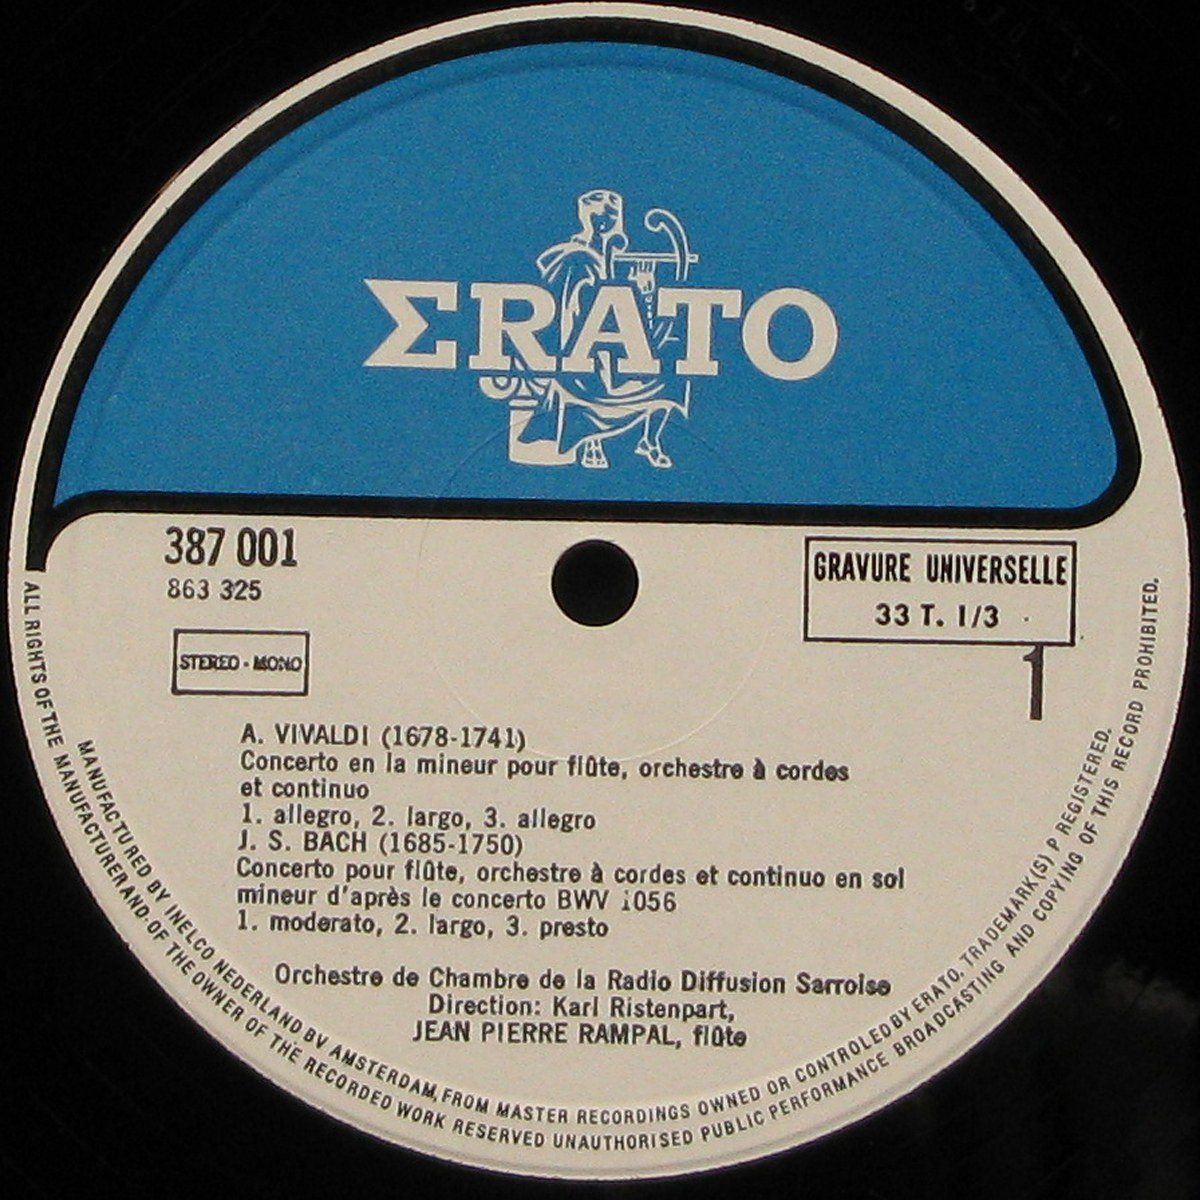 ΣRATO
387 001
863 325
GRAVURE UNIVERSELLE
33 T. 1/3
STEREO - MONO
1
A. VIVALDI (1678-1741)
Concerto en la mineur pour flûte, orchestre à cordes
et continuo
1. allegro, 2. largo, 3. allegro
J. S. BACH (1685-1750)
Concerto pour flûte, orchestre à cordes et continuo en sol
mineur d'après le concerto BWV 1056
1. moderato, 2. largo, 3. presto
Orchestre de Chambre de la Radio Diffusion Sarroise
Direction: Karl Ristenpart,
JEAN PIERRE RAMPAL, flûte
MANUFACTURED BY INELCO NEDERLAND BV AMSTERDAM, FROM MASTER RECORDINGS OWNED OR CONTROLED BY ERATO. TRADEMARK(S) P REGISTERED.
ALL RIGHTS OF THE MANUFACTURER AND OF THE OWNER OF THE RECORDED WORK RESERVED UNAUTHORISED PUBLIC PERFORMANCE BROADCASTING AND COPYING OF THIS RECORD PROHIBITED.